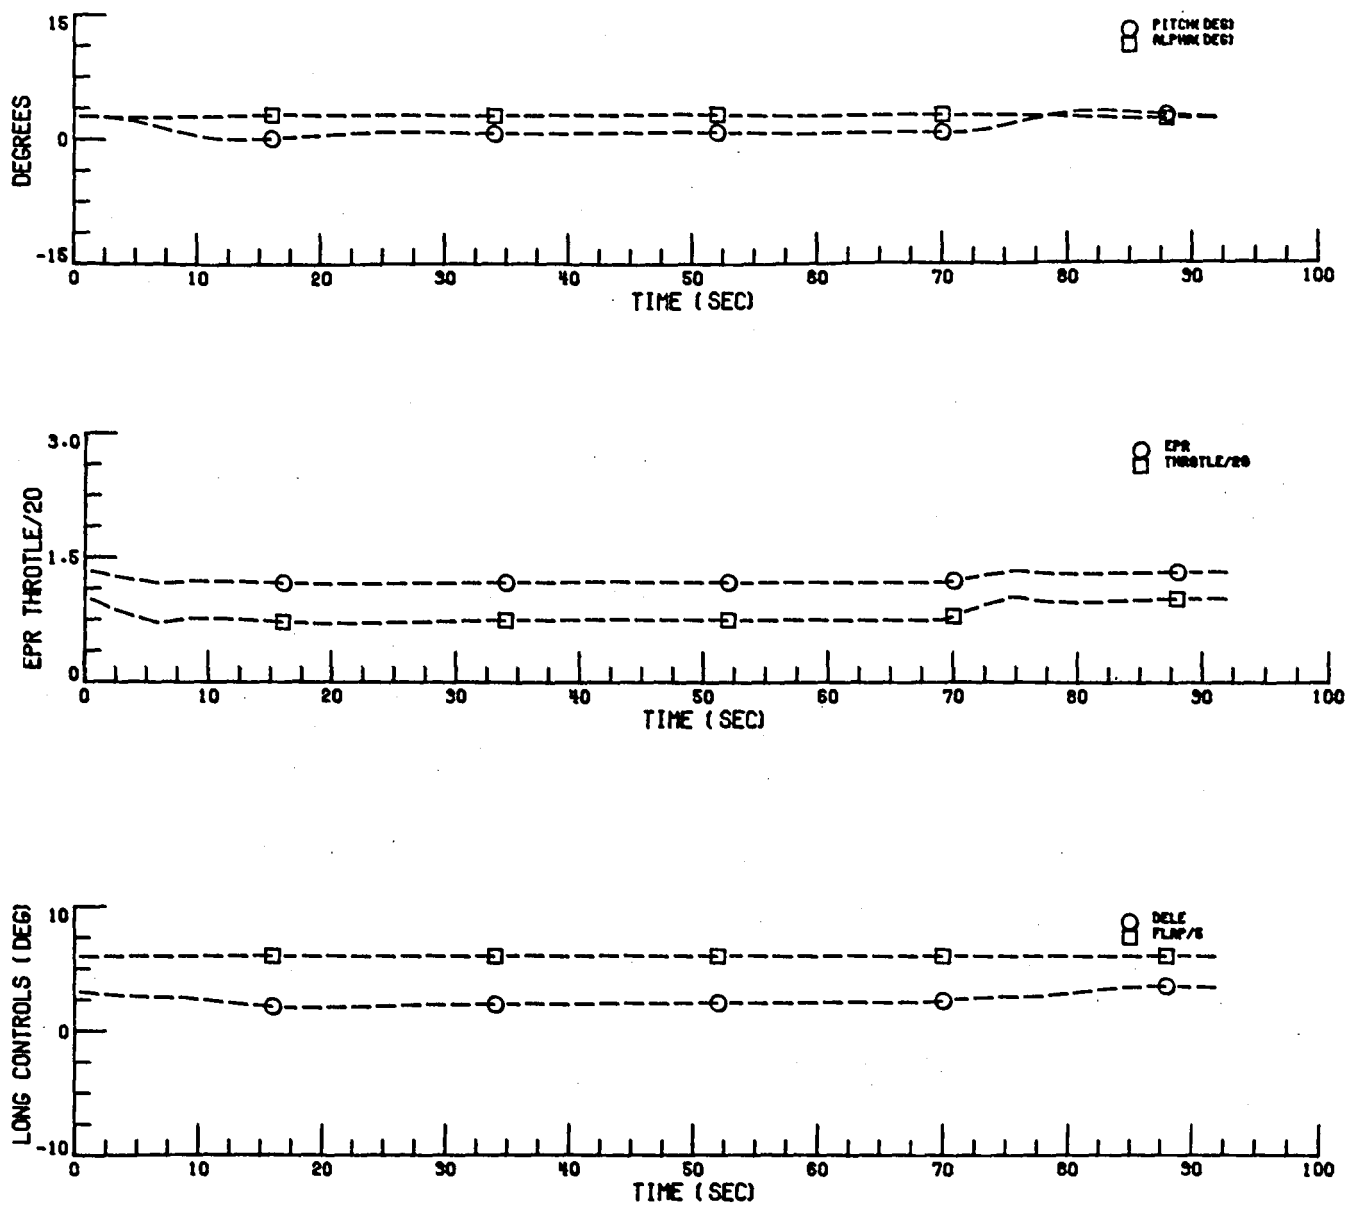 15
0
-15
DEGREES
PITCH(DEG)
ALPHA(DEG)
0 10 20 30 40 50 60 70 80 90 100
TIME (SEC)
3.0
1.5
0
EPR THROTLE/20
EPR
THROTLE/20
0 10 20 30 40 50 60 70 80 90 100
TIME (SEC)
10
0
-10
LONG CONTROLS (DEG)
DELE
0 10 20 30 40 50 60 70 80 90 100
TIME (SEC)